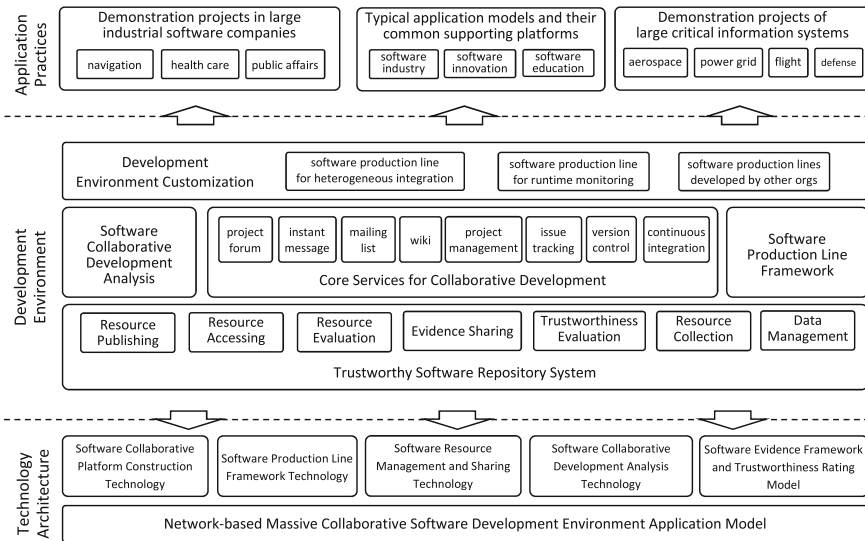 Application
Practices
Demonstration projects in large
industrial software companies
navigation
health care
public affairs
Typical application models and their
common supporting platforms
software
industry
software
innovation
software
education
Demonstration projects of
large critical information systems
aerospace
power grid
flight
defense
Development
Environment
Development
Environment Customization
software production line
for heterogeneous integration
software production line
for runtime monitoring
software production lines
developed by other orgs
Software
Collaborative
Development
Analysis
project
forum
instant
message
mailing
list
wiki
project
management
issue
tracking
version
control
continuous
integration
Core Services for Collaborative Development
Software
Production Line
Framework
Resource
Publishing
Resource
Accessing
Resource
Evaluation
Evidence Sharing
Trustworthiness
Evaluation
Resource
Collection
Data
Management
Trustworthy Software Repository System
Technology
Architecture
Software Collaborative
Platform Construction
Technology
Software Production Line
Framework Technology
Software Resource
Management and Sharing
Technology
Software Collaborative
Development Analysis
Technology
Software Evidence Framework
and Trustworthiness Rating
Model
Network-based Massive Collaborative Software Development Environment Application Model